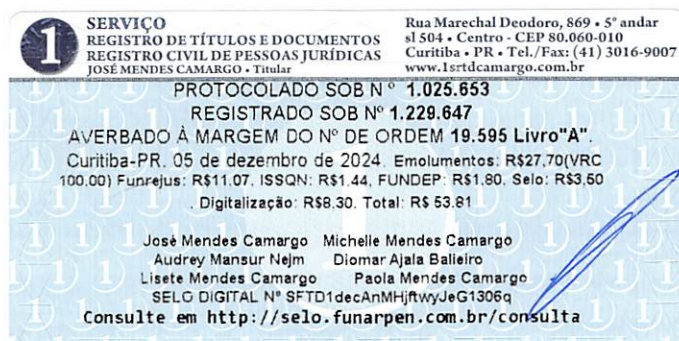 1
SERVIÇO
REGISTRO DE TÍTULOS E DOCUMENTOS
REGISTRO CIVIL DE PESSOAS JURÍDICAS
JOSÉ MENDES CAMARGO • Titular
Rua Marechal Deodoro, 869 • 5º andar
sl 504 • Centro - CEP 80.060-010
Curitiba • PR • Tel./Fax: (41) 3016-9007
www.1srtdcamargo.com.br
PROTOCOLADO SOB Nº 1.025.653
REGISTRADO SOB Nº 1.229.647
AVERBADO À MARGEM DO Nº DE ORDEM 19.595 Livro"A".
Curitiba-PR. 05 de dezembro de 2024. Emolumentos: R$27,70(VRC
100,00) Funrejus: R$11.07, ISSQN: R$1.44, FUNDEP: R$1.80, Selo: R$3,50
. Digitalização: R$8.30. Total: R$ 53.81
José Mendes Camargo Michelle Mendes Camargo
Audrey Mansur Nejm Diomar Ajala Balieiro
Lisete Mendes Camargo Paola Mendes Camargo
SELO DIGITAL Nº SFTD1decAnMHjftwyJeG1306q
Consulte em http://selo.funarpen.com.br/consulta